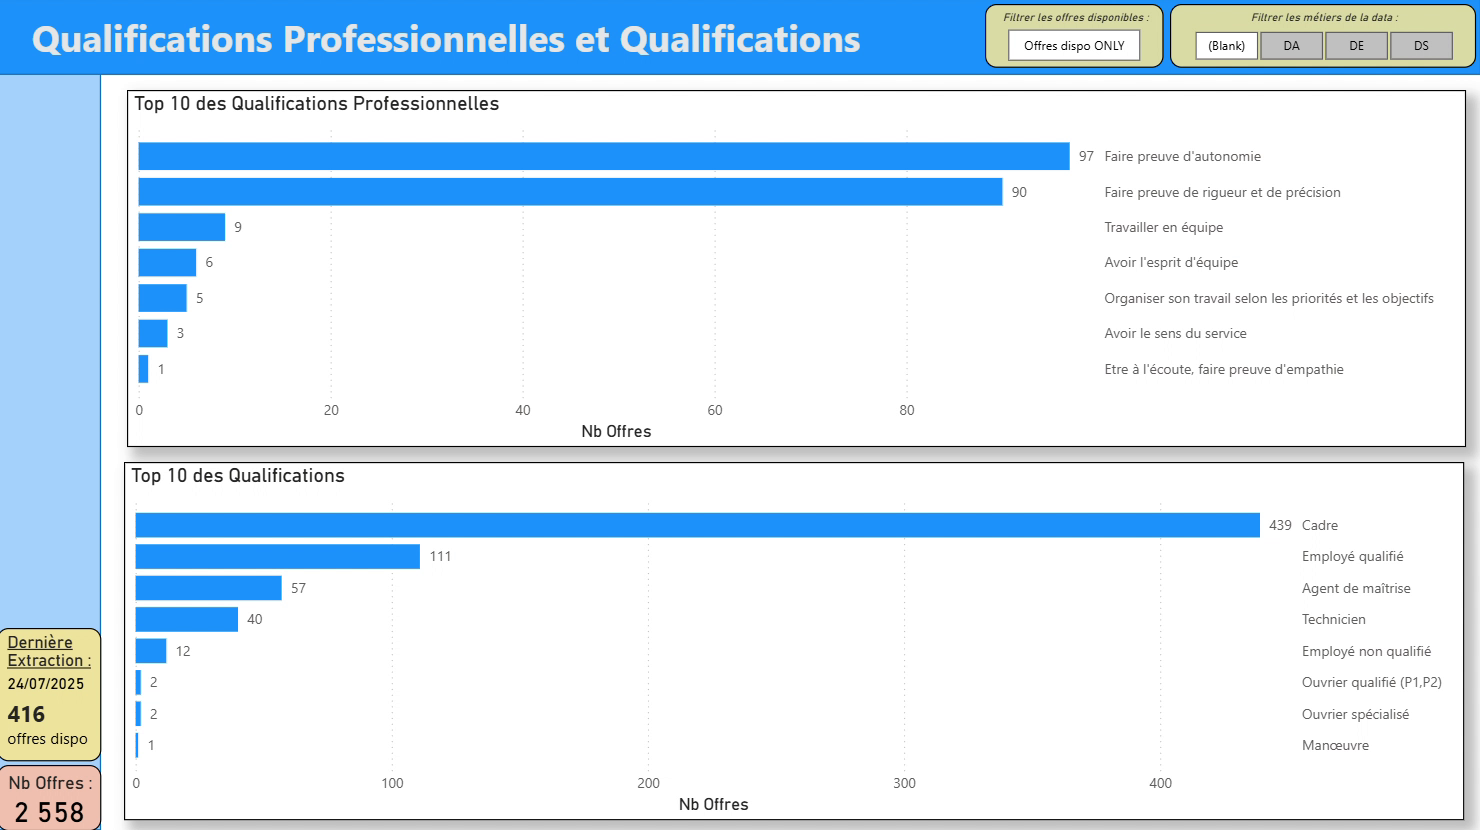 Qualifications Professionnelles et Qualifications
Filtrer les offres disponibles :
Offres dispo ONLY
Filtrer les métiers de la data :
(Blank) DA DE DS
Top 10 des Qualifications Professionnelles
97 Faire preuve d'autonomie
90 Faire preuve de rigueur et de précision
9 Travailler en équipe
6 Avoir l'esprit d'équipe
5 Organiser son travail selon les priorités et les objectifs
3 Avoir le sens du service
1 Etre à l'écoute, faire preuve d'empathie
0 20 40 60 80
Nb Offres
Top 10 des Qualifications
439 Cadre
111 Employé qualifié
57 Agent de maîtrise
40 Technicien
12 Employé non qualifié
2 Ouvrier qualifié (P1,P2)
2 Ouvrier spécialisé
1 Manœuvre
0 100 200 300 400
Nb Offres
Dernière
Extraction :
24/07/2025
416
offres dispo
Nb Offres :
2 558